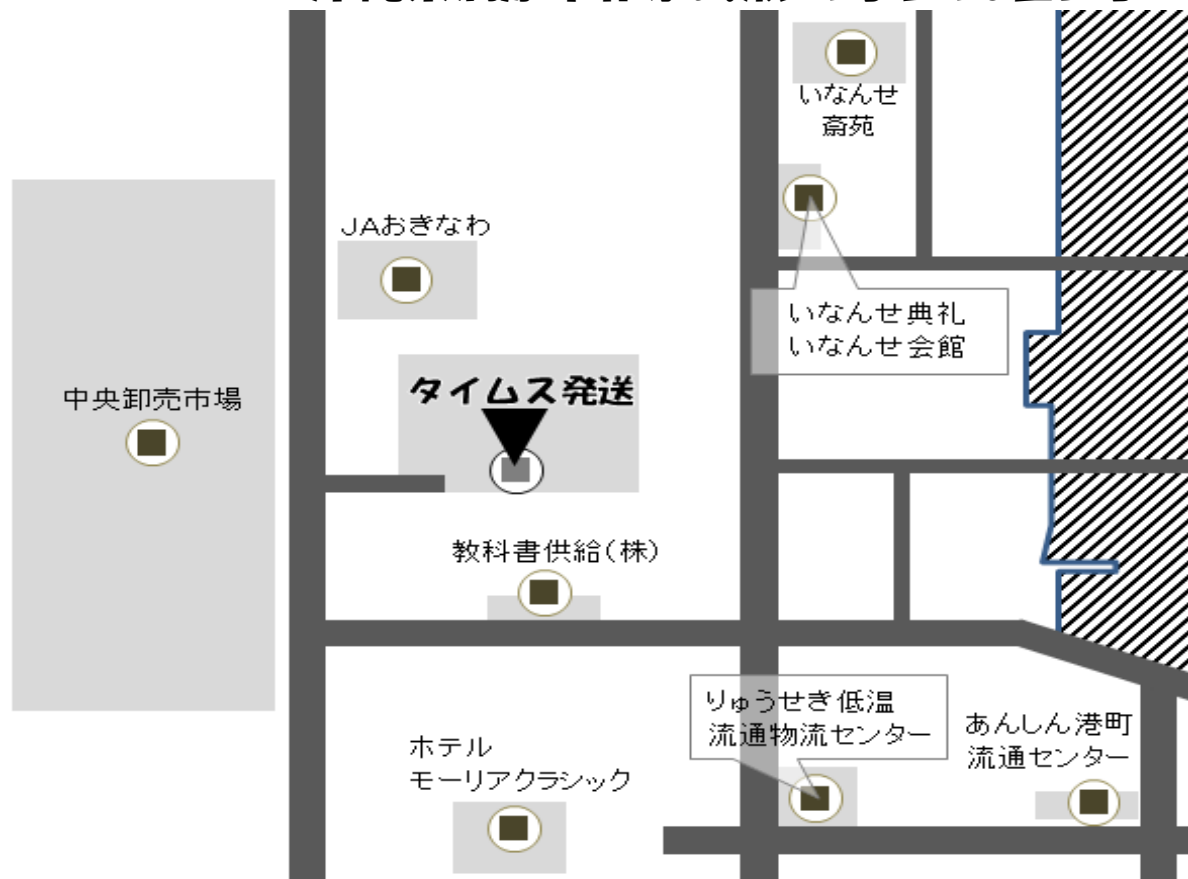 いなんせ
斎苑
JAおきなわ
いなんせ典礼
いなんせ会館
タイムス発送
中央卸売市場
教科書供給(株)
りゅうせき低温
流通物流センター
あんしん港町
流通センター
ホテル
モーリアクラシック